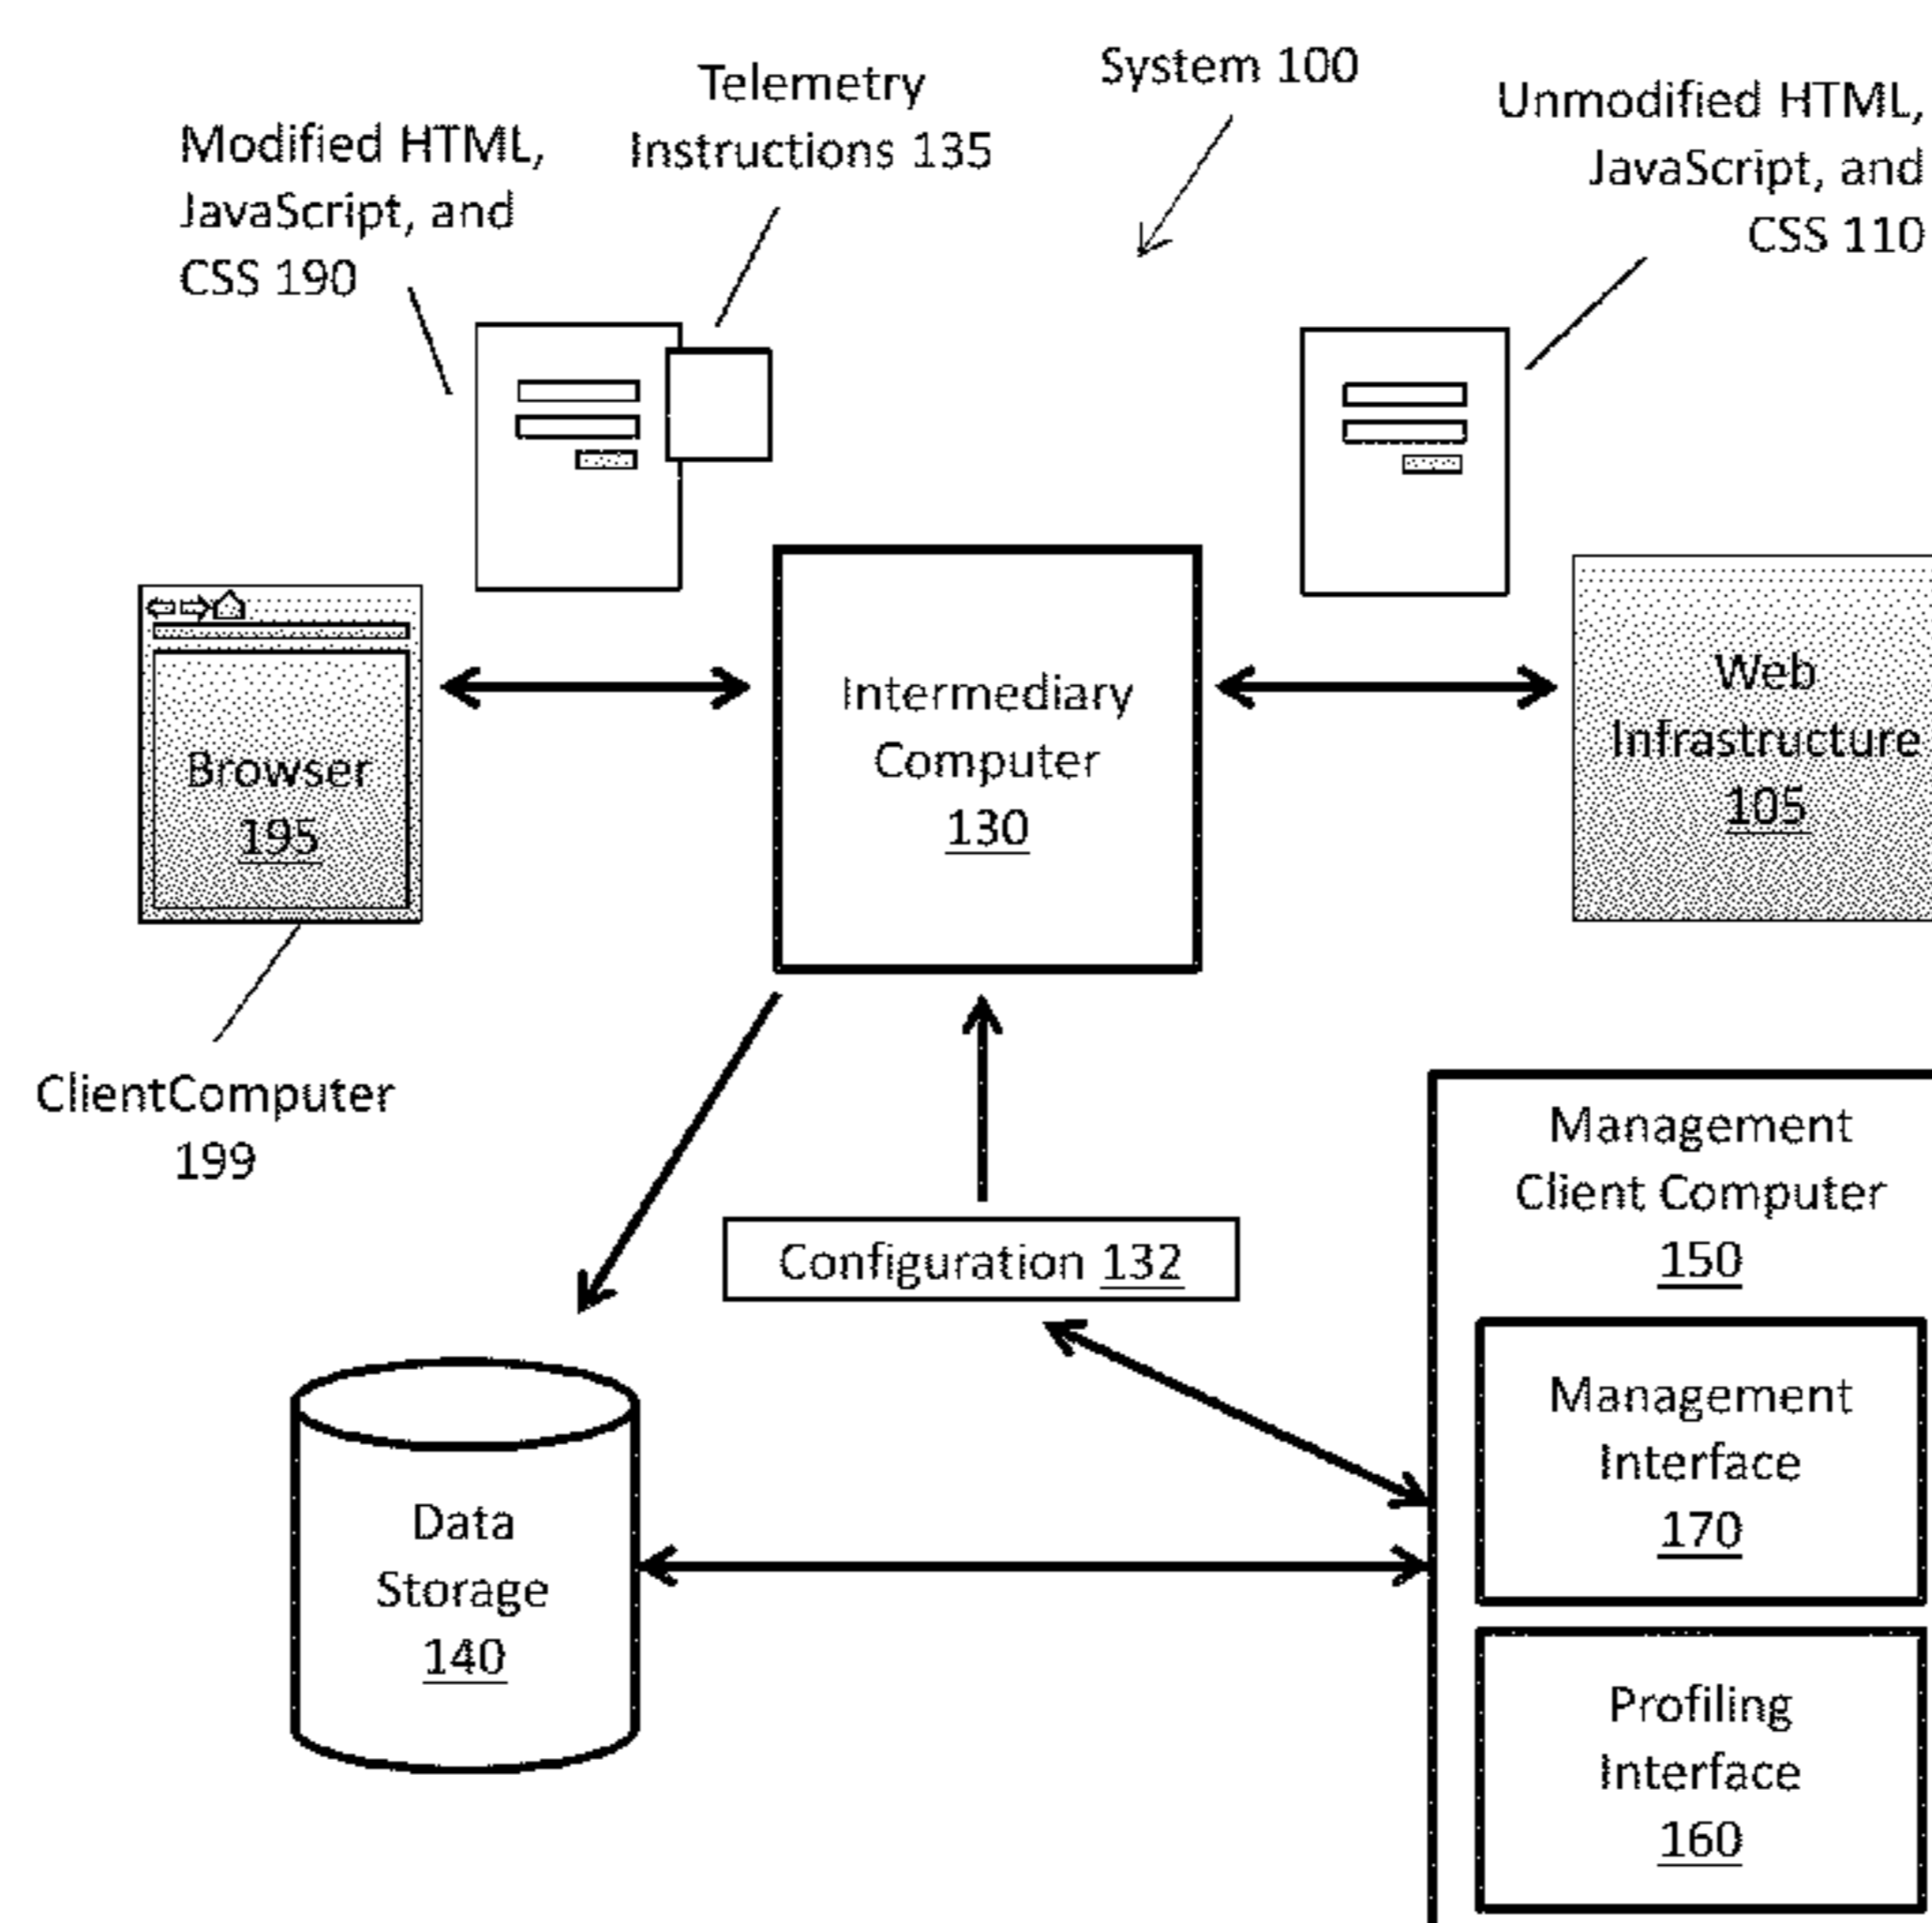 System 100
Telemetry
Instructions 135
Modified HTML,
JavaScript, and
CSS 190
Unmodified HTML,
JavaScript, and
CSS 110
Browser
195
Intermediary
Computer
130
Web
Infrastructure
105
ClientComputer
199
Configuration 132
Management
Client Computer
150
Management
Interface
170
Data
Storage
140
Profiling
Interface
160